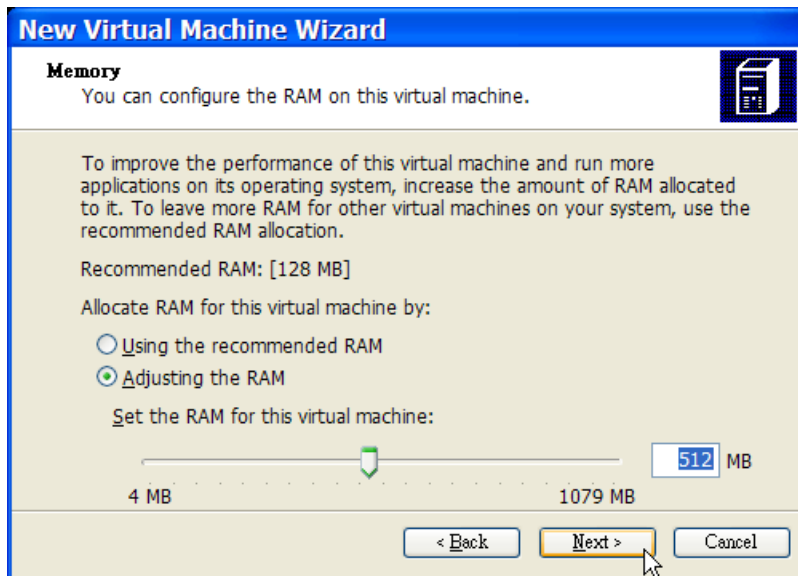 New Virtual Machine Wizard
Memory
You can configure the RAM on this virtual machine.
To improve the performance of this virtual machine and run more
applications on its operating system, increase the amount of RAM allocated
to it. To leave more RAM for other virtual machines on your system, use the
recommended RAM allocation.
Recommended RAM: [128 MB]
Allocate RAM for this virtual machine by:
Using the recommended RAM
Adjusting the RAM
Set the RAM for this virtual machine:
512 MB
4 MB 1079 MB
< Back Next > Cancel